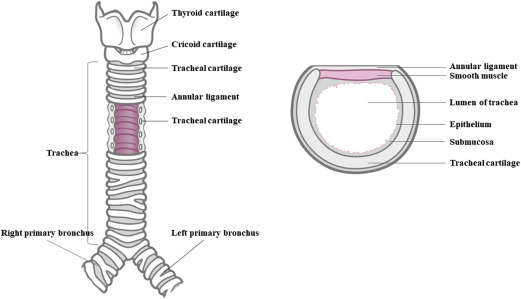 Thyroid cartilage
Cricoid cartilage
Tracheal cartilage
Annular ligament
Tracheal cartilage
Trachea
Right primary bronchus
Left primary bronchus
Annular ligament
Smooth muscle
Lumen of trachea
Epithelium
Submucosa
Tracheal cartilage